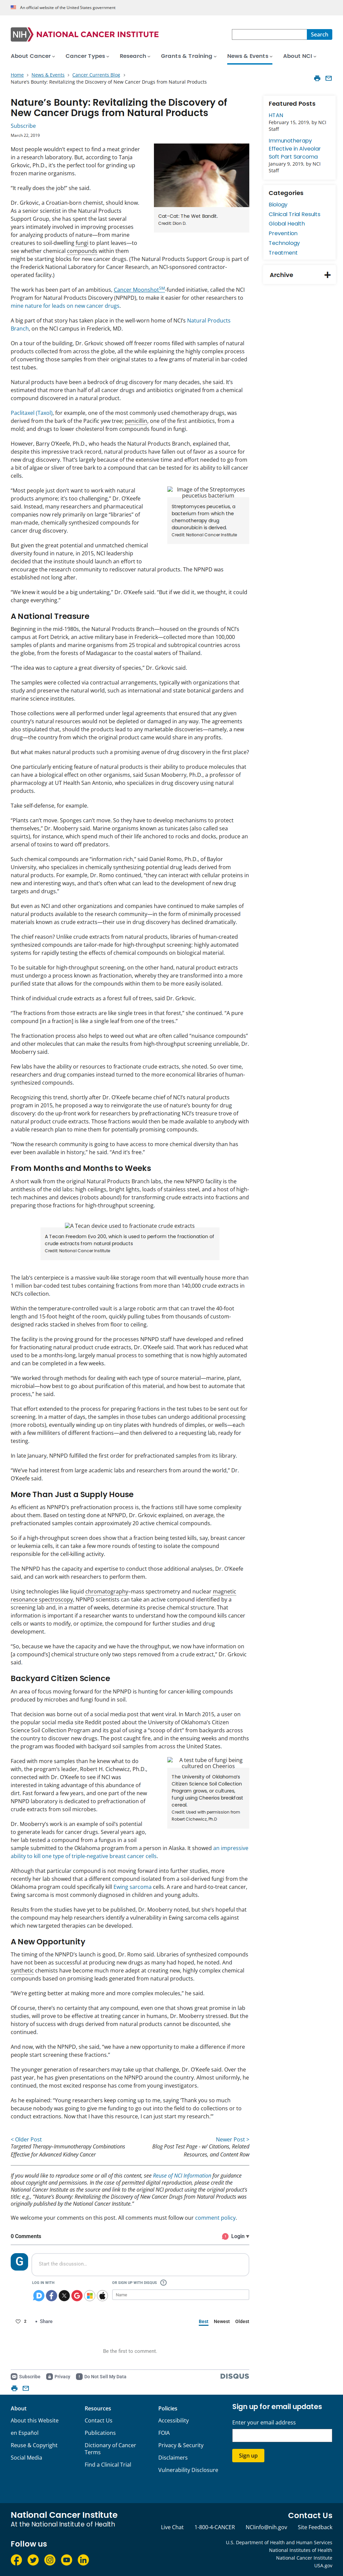 An official website of the United States government
NIH NATIONAL CANCER INSTITUTE
Search
About Cancer
Cancer Types
Research
Grants & Training
News & Events
About NCI
Home
News & Events
Cancer Currents Blog
Nature's Bounty: Revitalizing the Discovery of New Cancer Drugs from Natural Products
Nature's Bounty: Revitalizing the Discovery of
New Cancer Drugs from Natural Products
Subscribe
March 22, 2019
Most people wouldn't expect to find a meat grinder
in a research laboratory. But, according to Tanja
Grkovic, Ph.D., it's the perfect tool for grinding up
frozen marine organisms.
"It really does the job!" she said.
Dr. Grkovic, a Croatian-born chemist, should know.
As a senior scientist in the Natural Products
Support Group, she has spent the last several
years intimately involved in improving processes
for analyzing products of nature—from marine
creatures to soil-dwelling fungi to plants—to see
whether chemical compounds within them
might be starting blocks for new cancer drugs. (The Natural Products Support Group is part of the
Frederick National Laboratory for Cancer Research, an NCI-sponsored contractor-
operated facility.)
Cat-Cat: The Wet Bandit.
Credit: Dion D.
The work has been part of an ambitious, Cancer MoonshotSM-funded initiative, called the NCI
Program for Natural Products Discovery (NPNPD), to make it easier for other researchers to
mine nature for leads on new cancer drugs.
A big part of that story has taken place in the well-worn home of NCI's Natural Products
Branch, on the NCI campus in Frederick, MD.
On a tour of the building, Dr. Grkovic showed off freezer rooms filled with samples of natural
products collected from across the globe, all the while explaining the complex processes
of converting those samples from their original states to a thick extract at the bottom of test
tubes.
Natural products have been a bedrock of drug discovery for many decades, she said. It's
estimated that more than half of all cancer drugs and antibiotics originated from a chemical
compound discovered in a natural product.
Paclitaxel (Taxol), for example, one of the most commonly used chemotherapy drugs, was
derived from the bark of the Pacific yew tree; penicillin, one of the first antibiotics, from a
mold; and drugs to lower cholesterol from compounds found in fungi.
However, Barry O'Keefe, Ph.D., who heads the Natural Products Branch, explained that,
despite this impressive track record, natural products have fallen out of favor as a avenue for
new drug discovery. That's largely because of the extensive time and effort needed to go from
a bit of algae or sliver of tree bark to a compound that can be tested for activity against cancer
cells.
"Most people just don't want to work with natural
products anymore; it's too challenging," Dr. O'Keefe
said. Instead, many researchers and pharmaceutical
companies now rely primarily on large "libraries" of
man-made, chemically synthesized compounds for
cancer drug discovery.
Image of the Streptomyces
peucetius bacterium
Streptomyces peucetius, a
bacterium from which the
chemotherapy drug
daunorubicin is derived.
Credit: National Cancer Institute
But given the great potential and unmatched chemical
diversity found in nature, in 2015, NCI leadership
decided that the institute should launch an effort to
encourage the research community to rediscover natural products. The NPNPD was
established not long after.
"We knew it would be a big undertaking," Dr. O'Keefe said. "But if we did it, we thought, it could
change everything."
A National Treasure
Beginning in the mid-1980s, the Natural Products Branch—housed on the grounds of NCI's
campus at Fort Detrick, an active military base in Frederick—collected more than 100,000
samples of plants and marine organisms from 25 tropical and subtropical countries around
the globe, from the forests of Madagascar to the coastal waters of Thailand.
"The idea was to capture a great diversity of species," Dr. Grkovic said.
The samples were collected via contractual arrangements, typically with organizations that
study and preserve the natural world, such as international and state botanical gardens and
marine science institutes.
Those collections were all performed under legal agreements that ensured that any given
country's natural resources would not be depleted or damaged in any way. The agreements
also stipulated that, should the products lead to any marketable discoveries—namely, a new
drug—the country of original would share in any profits.
But what makes natural products such a promising avenue of drug discovery in the first place?
One particularly enticing feature of natural products is their ability to produce molecules that
can have a biological effect on other organisms, said Susan Mooberry, Ph.D., a professor of
pharmacology at UT Health San Antonio, who specializes in cancer drug development.
Take self-defense, for example.
"Plants can't move. Sponges can't move. So they want to make compounds to protect
themselves," Dr. Mooberry said. Marine organisms known as tunicates (also called sea
squirts), for instance, which spend much of their adult life anchored in one place, produce an
arsenal of toxins to ward off predators.
Such chemical compounds are "information rich," said Daniel Romo, Ph.D., of Baylor
University, who specializes in chemically optimizing potential drug leads derived from
natural products. For example, Dr. Romo continued, "they can interact with cellular proteins in
new and interesting ways, and that's often what can lead to the development of new drug
targets and drugs."
But even as NCI and other organizations and companies have continued to make samples of
natural products available to the research community—in the form of minimally processed
materials known as crude extracts—their use in drug discovery has declined dramatically.
The chief reason? Unlike crude extracts from natural products, libraries of human-created
synthesized compounds are tailor-made for high-throughput screening: highly automated
systems for rapidly testing the effects of chemical compounds on biological material.
To be suitable for high-throughput screening, on the other hand, natural product extracts
must undergo an extensive process by which they are transformed into a more purified
state that allows for the components within them to be more easily accessed.
Think of individual crude extracts as a forest full of trees, said Dr. Grkovic.
"The fractions from those extracts are like single trees in that forest," she continued. "A pure
compound [in a fraction] is like a single leaf from one of the trees."
The fractionation process also helps to weed out what are often called "nuisance compounds"
and other molecules that can make the results of high-throughput screening unreliable, Dr.
Mooberry said.
Few labs have the ability or resources to fractionate crude extracts, she noted. So over time,
researchers and drug companies instead turned to the more economical libraries of human-
synthesized compounds.
Recognizing this trend, shortly after Dr. O'Keefe became chief of NCI's natural products
program in 2015, he proposed a way to reinvigorate the use of nature's bounty for drug
discovery: do the up-front work for researchers by prefractionating NCI's treasure trove of
natural product crude extracts. Those fractions would then be made available to anybody with
a viable research plan to mine them for potentially promising compounds.
"Now the research community is going to have access to more chemical diversity than has
ever been available in history," he said. "And it's free."
From Months and Months to Weeks
A short walk from the original Natural Products Branch labs, the new NPNPD facility is the
antithesis of the old labs: high ceilings, bright lights, loads of stainless steel, and a host of high-
tech machines and devices (robots abound) for transforming crude extracts into fractions and
preparing those fractions for high-throughput screening.
A Tecan device used to fractionate crude extracts
A Tecan Freedom Evo 200, which is used to perform the fractionation of
crude extracts from natural products
Credit: National Cancer Institute
The lab's centerpiece is a massive vault-like storage room that will eventually house more than
1 million bar-coded test tubes containing fractions from more than 140,000 crude extracts in
NCI's collection.
Within the temperature-controlled vault is a large robotic arm that can travel the 40-foot
length and 15-foot height of the room, quickly pulling tubes from among thousands of custom-
designed racks stacked in shelves from floor to ceiling.
The facility is the proving ground for the processes NPNPD staff have developed and refined
for fractionating natural product crude extracts, Dr. O'Keefe said. That work has reduced what
used to be a months-long, largely manual process to something that is now highly automated
and can be completed in a few weeks.
"We worked through methods for dealing with each type of source material—marine, plant,
microbial—how best to go about purification of this material, and even how to optimize that
process," he said.
That effort extended to the process for preparing fractions in the test tubes to be sent out for
screening. In a matter of days, the samples in those tubes can undergo additional processing
(more robots), eventually ending up on small plates with hundreds of dimples, or wells—each
with a few milliliters of different fractions—and then delivered to a requesting lab, ready for
testing.
In late January, NPNPD fulfilled the first order for prefractionated samples from its library.
"We've had interest from large academic labs and researchers from around the world," Dr.
O'Keefe said.
More Than Just a Supply House
As efficient as NPNPD's prefractionation process is, the fractions still have some complexity
about them. Based on testing done at NPNPD, Dr. Grkovic explained, on average, the
prefractionated samples contain approximately 20 active chemical compounds.
So if a high-throughput screen does show that a fraction being tested kills, say, breast cancer
or leukemia cells, it can take a few more rounds of testing to isolate the compound
responsible for the cell-killing activity.
The NPNPD has the capacity and expertise to conduct those additional analyses, Dr. O'Keefe
said, and can work with researchers to perform them.
Using technologies like liquid chromatography-mass spectrometry and nuclear magnetic
resonance spectroscopy, NPNPD scientists can take an active compound identified by a
screening lab and, in a matter of weeks, determine its precise chemical structure. That
information is important if a researcher wants to understand how the compound kills cancer
cells or wants to modify, or optimize, the compound further for testing and further drug
development.
"So, because we have the fractionation and we have the throughput, we now have information on
[a compound's] chemical structure only two steps removed from a crude extract," Dr. Grkovic
said.
Backyard Citizen Science
An area of focus moving forward for the NPNPD is hunting for cancer-killing compounds
produced by microbes and fungi found in soil.
That decision was borne out of a social media post that went viral. In March 2015, a user on
the popular social media site Reddit posted about the University of Oklahoma's Citizen
Science Soil Collection Program and its idea of using a "scoop of dirt" from backyards across
the country to potentially find new drugs. The post caught on fire, and the ensuing weeks and months
the program was flooded with backyard soil samples from across the United States.
Faced with more samples than he knew what to do
with, the program's leader, Robert H. Cichewicz, Ph.D.,
connected with Dr. O'Keefe to see if NCI was
interested in taking advantage of this abundance of
dirt. Fast forward a few years, and one part of many
involved the NPNPD laboratory is production of
crude extracts from soil microbes.
A test tube of fungi being
cultured on Cheerios
The University of Oklahoma's
Citizen Science Soil Collection
Program grows, or cultures,
fungi using Cheerios breakfast
cereal.
Credit: Used with permission from
Robert Cichewicz, Ph.D
Dr. Mooberry's work is an example of soil's potential
to generate leads for cancer drugs. Several years ago,
her lab tested a compound from a fungus in a soil
sample submitted to the Oklahoma program from a person in Alaska. It showed an impressive
ability to kill one type of triple-negative breast cancer cells.
Although that particular compound is not moving forward into further studies, more recently,
her lab discovered that a different compound isolated from a soil-derived fungi from the
Oklahoma program could specifically kill Ewing sarcoma cells. A rare and hard-to-treat cancer,
Ewing sarcoma is most commonly diagnosed in children and young adults.
Results from the studies have yet to be published, Dr. Mooberry noted, but she's hopeful that
the compound may help researchers identify a vulnerability in Ewing sarcoma cells against
which new targeted therapies can be developed.
A New Opportunity
The timing of the NPNPD's launch is good, Dr. Romo said. Libraries of synthesized compounds
have not been as successful at producing new drugs as many had hoped, he noted. And
synthetic chemists have become much more adept at creating new, highly complex chemical
compounds based on promising leads generated from natural products.
"We're getting better at making more and more complex molecules," he said.
Of course, there's no certainty that any compound, even one derived from nature, will prove to
be effective in treating cancer in humans, Dr. Mooberry stressed. But the history of cancer
treatment would look much different had natural products not been discovered, she
continued.
And now, with the NPNPD, she said, "we have a new opportunity to make a difference if more
people start screening these fractions."
The younger generation of researchers may take up that challenge, Dr. O'Keefe said. Over the past
year, he has given presentations on the NPNPD around the country. Almost without fail, he
continued, the most dedicated response has come from young investigators.
As he explained: "Young researchers keep coming up to me, saying 'Thank you so much
because no one's going to give me tons of money to go out into the field to do collections or to
contract them out. Now that I have this resource, I can just start my research.'"
< Older Post
Targeted Therapy–Immunotherapy Combinations
Effective for Advanced Kidney Cancer
Newer Post >
Blog Post Test Page - w/ Citations, Related
Resources, and Content Row
If you would like to reproduce some or all of this content, see Reuse of NCI Information for guidance
about copyright and permissions. In the case of permitted digital reproduction, please credit the
National Cancer Institute as the source and link to the original NCI product using the original product's
title; e.g., "Nature's Bounty: Revitalizing the Discovery of New Cancer Drugs from Natural Products was
originally published by the National Cancer Institute."
We welcome your comments on this post. All comments must follow our comment policy.
0 Comments
Login
G
Start the discussion...
LOG IN WITH
OR SIGN UP WITH DISQUS
Name
2
Share
Best
Newest
Oldest
Be the first to comment.
Subscribe
Privacy
Do Not Sell My Data
DISQUS
Featured Posts
HTAN
February 15, 2019, by NCI
Staff
Immunotherapy
Effective in Alveolar
Soft Part Sarcoma
January 9, 2019, by NCI
Staff
Categories
Biology
Clinical Trial Results
Global Health
Prevention
Technology
Treatment
Archive
About
About this Website
en Español
Reuse & Copyright
Social Media
Resources
Contact Us
Publications
Dictionary of Cancer
Terms
Find a Clinical Trial
Policies
Accessibility
FOIA
Privacy & Security
Disclaimers
Vulnerability Disclosure
Sign up for email updates
Enter your email address
Sign up
National Cancer Institute
At the National Institutes of Health
Follow us
Contact Us
Live Chat
1-800-4-CANCER
NCIinfo@nih.gov
Site Feedback
U.S. Department of Health and Human Services
National Institutes of Health
National Cancer Institute
USA.gov